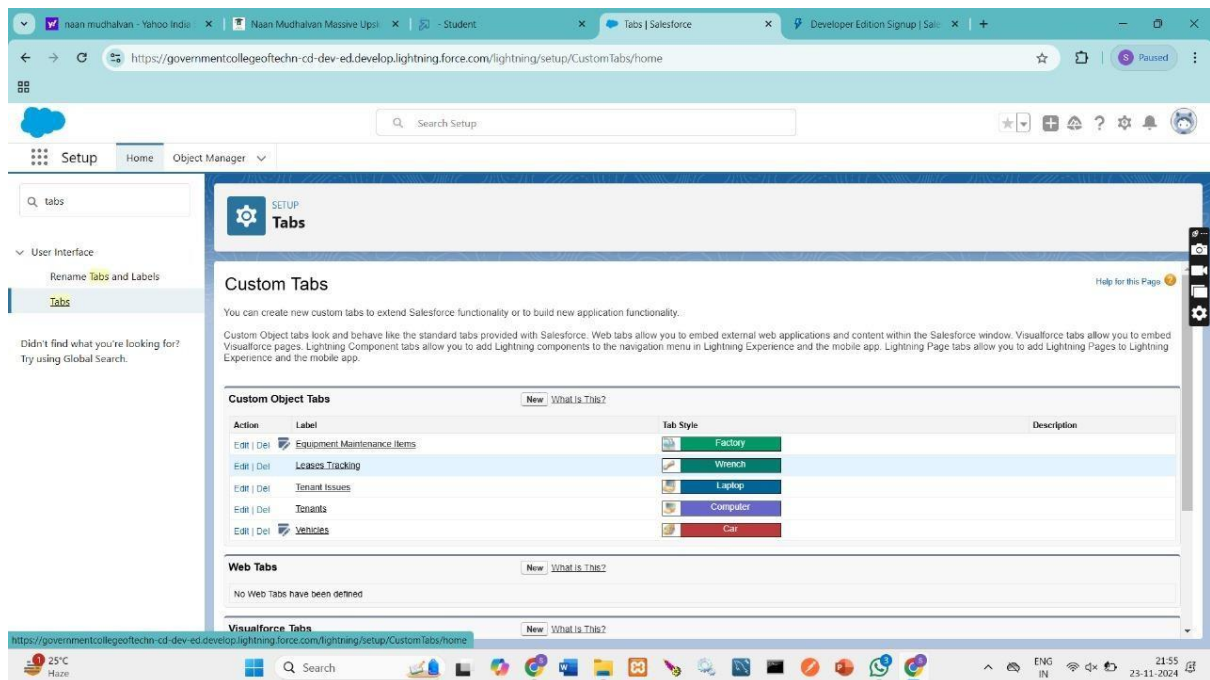 naan mudhalvan - Yahoo India
Naan Mudhalvan Massive Upsl
- Student
Tabs | Salesforce
Developer Edition Signup | Sale
https://governmentcollegeoftechn-cd-dev-ed.develop.lightning.force.com/lightning/setup/CustomTabs/home
S Paused
Search Setup
Setup Home Object Manager
tabs
SETUP
Tabs
User Interface
Rename Tabs and Labels
Tabs
Didn't find what you're looking for?
Try using Global Search.
Custom Tabs
Help for this Page
You can create new custom tabs to extend Salesforce functionality or to build new application functionality.
Custom Object tabs look and behave like the standard tabs provided with Salesforce. Web tabs allow you to embed external web applications and content within the Salesforce window. Visualforce tabs allow you to embed
Visualforce pages. Lightning Component tabs allow you to add Lightning components to the navigation menu in Lightning Experience and the mobile app. Lightning Page tabs allow you to add Lightning Pages to Lightning
Experience and the mobile app.
Custom Object Tabs New What Is This?
Action Label Tab Style Description
Edit | Del Equipment Maintenance Items Factory
Edit | Del Leases Tracking Wrench
Edit | Del Tenant Issues Laptop
Edit | Del Tenants Computer
Edit | Del Vehicles Car
Web Tabs New What Is This?
No Web Tabs have been defined
Visualforce Tabs New What Is This?
https://governmentcollegeoftechn-cd-dev-ed.develop.lightning.force.com/lightning/setup/CustomTabs/home
1 25°C
Haze
Search
ENG
IN
21:55
23-11-2024